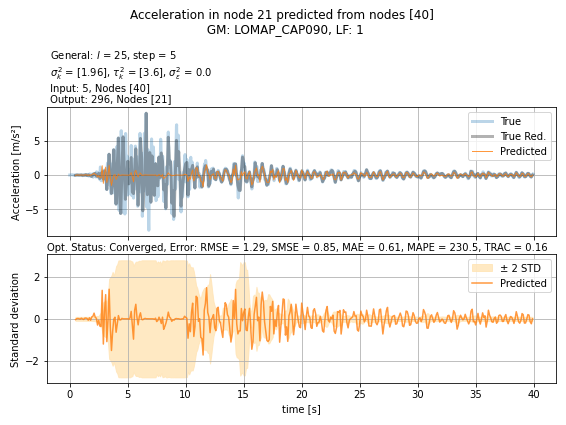 Acceleration in node 21 predicted from nodes [40]
GM: LOMAP_CAP090, LF: 1
General: l = 25, step = 5
σ²ₖ = [1.96], τ²ₖ = [3.6], σ²ε = 0.0
Input: 5, Nodes [40]
Output: 296, Nodes [21]
Acceleration [m/s²]
5
0
−5
True
True Red.
Predicted
Opt. Status: Converged, Error: RMSE = 1.29, SMSE = 0.85, MAE = 0.61, MAPE = 230.5, TRAC = 0.16
Standard deviation
2
0
−2
± 2 STD
Predicted
0 5 10 15 20 25 30 35 40
time [s]